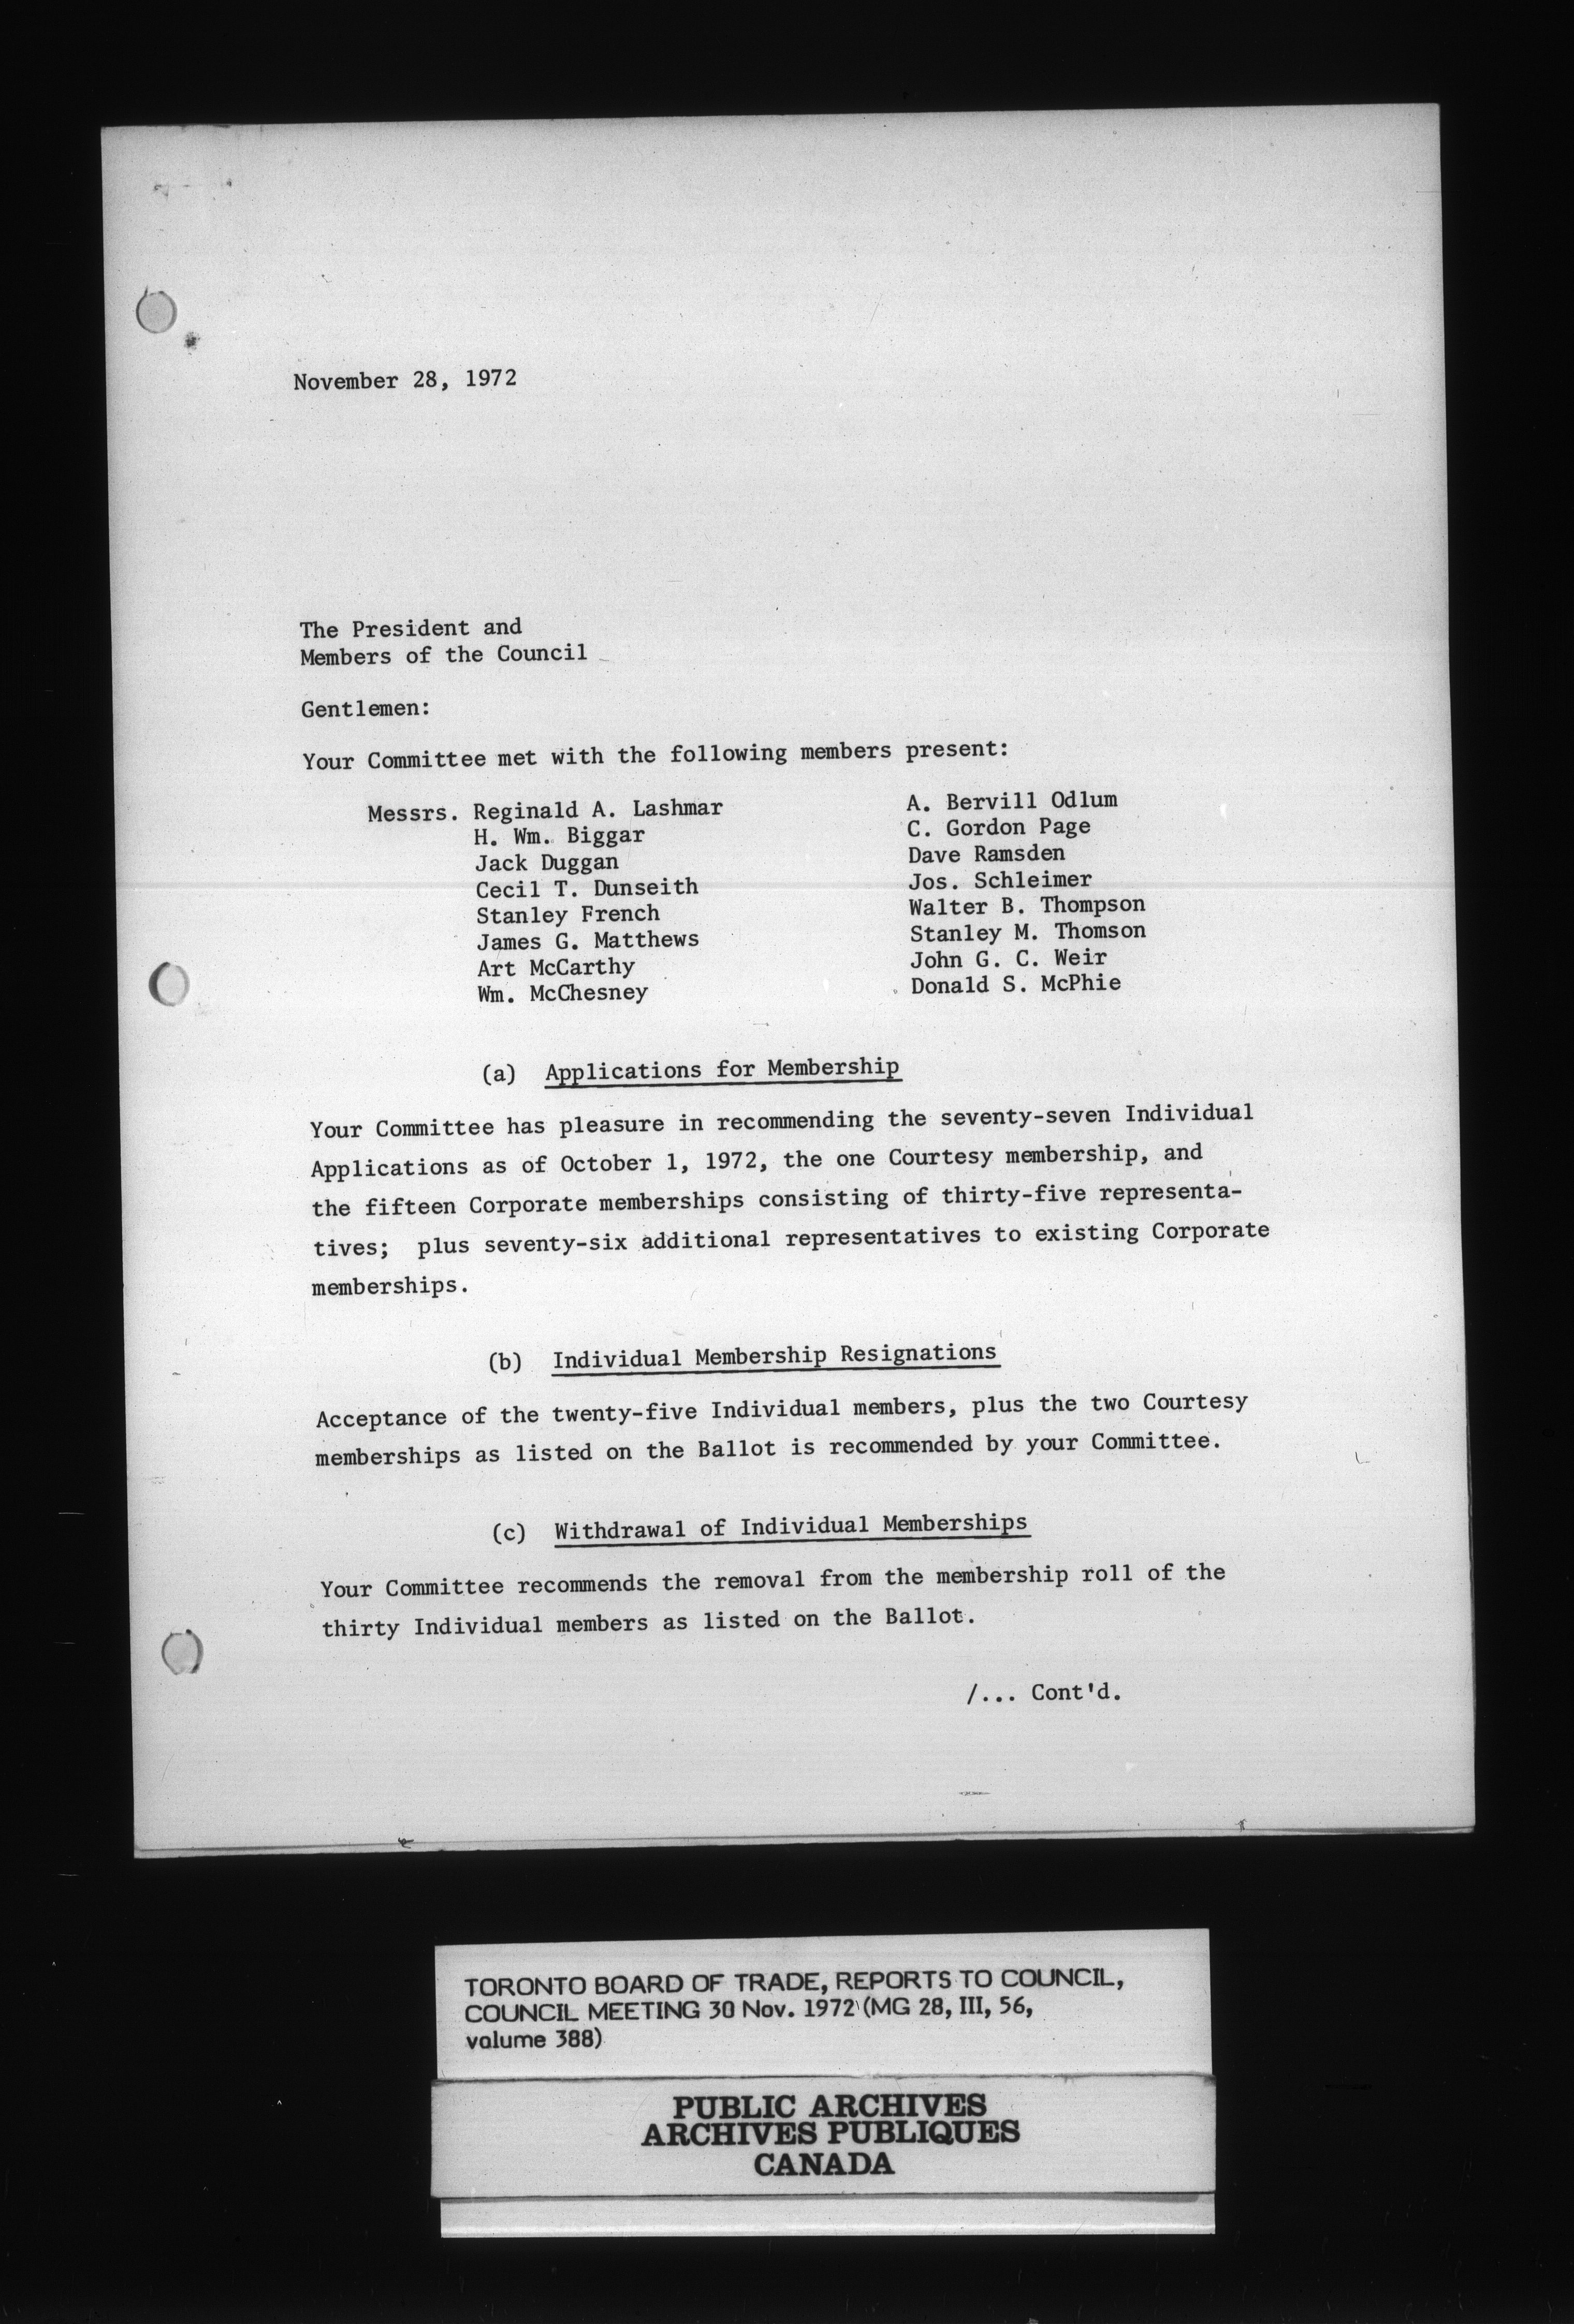 November 28, 1972
The President and
Members of the Council
Gentlemen:
Your Committee met with the following members present:
Messrs. Reginald A. Lashmar
H. Wm. Biggar
Jack Duggan
Cecil T. Dunseith
Stanley French
James G. Matthews
Art McCarthy
Wm. McChesney
A. Bervill Odlum
C. Gordon Page
Dave Ramsden
Jos. Schleimer
Walter B. Thompson
Stanley M. Thomson
John G. C. Weir
Donald S. McPhie
(a) Applications for Membership
Your Committee has pleasure in recommending the seventy-seven Individual
Applications as of October 1, 1972, the one Courtesy membership, and
the fifteen Corporate memberships consisting of thirty-five representa-
tives; plus seventy-six additional representatives to existing Corporate
memberships.
(b) Individual Membership Resignations
Acceptance of the twenty-five Individual members, plus the two Courtesy
memberships as listed on the Ballot is recommended by your Committee.
(c) Withdrawal of Individual Memberships
Your Committee recommends the removal from the membership roll of the
thirty Individual members as listed on the Ballot.
/... Cont'd.
TORONTO BOARD OF TRADE, REPORTS TO COUNCIL,
COUNCIL MEETING 30 Nov. 1972 (MG 28, III, 56,
volume 388)
PUBLIC ARCHIVES
ARCHIVES PUBLIQUES
CANADA